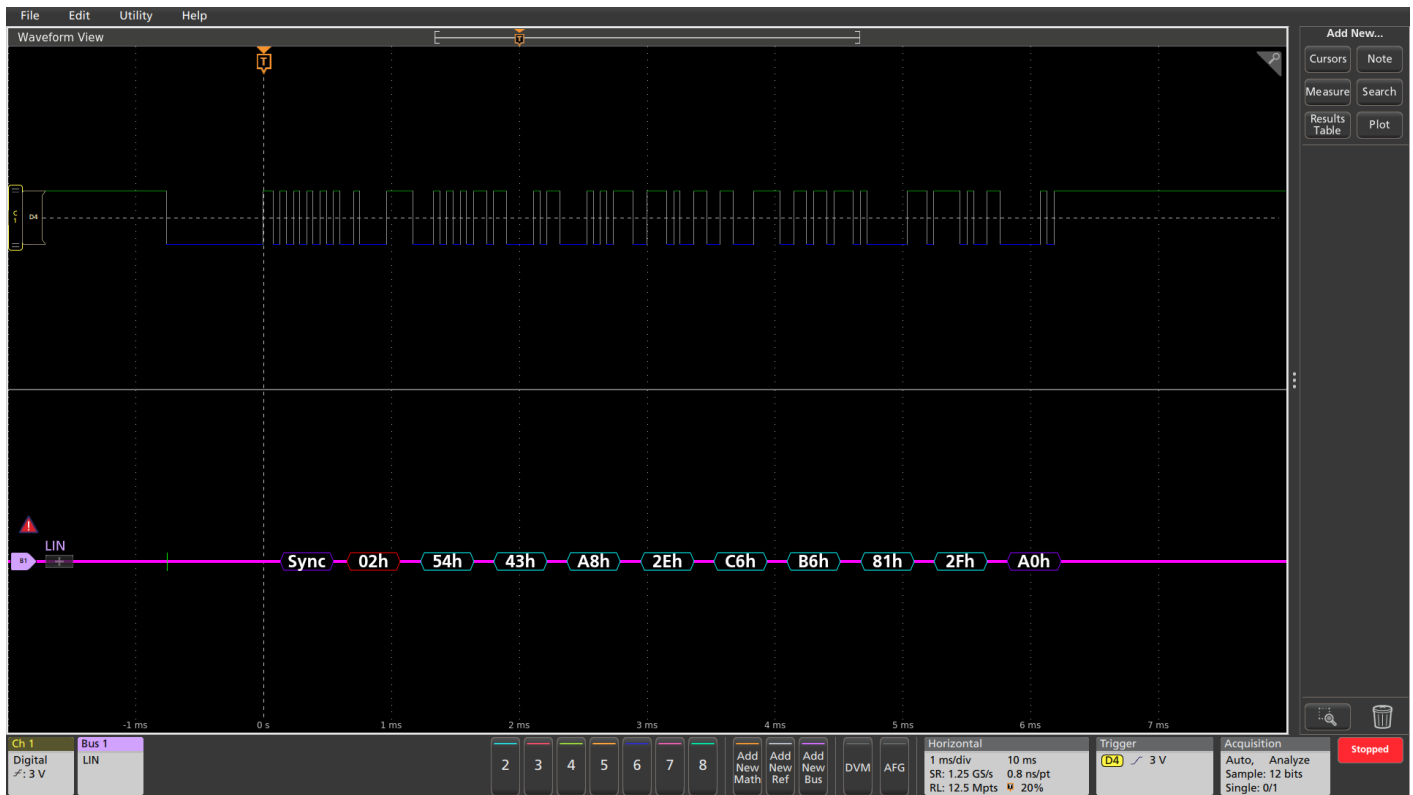 File Edit Utility Help
Waveform View
T
T
Add New...
Cursors Note
Measure Search
Results Table Plot
C 1 D4
LIN
B1 + Sync 02h 54h 43h A8h 2Eh C6h B6h 81h 2Fh A0h
-1 ms 0 s 1 ms 2 ms 3 ms 4 ms 5 ms 6 ms 7 ms
Ch 1
Digital
: 3 V
Bus 1
LIN
2 3 4 5 6 7 8
Add New Math
Add New Ref
Add New Bus
DVM
AFG
Horizontal
1 ms/div 10 ms
SR: 1.25 GS/s 0.8 ns/pt
RL: 12.5 Mpts 20%
Trigger
D4 3 V
Acquisition
Auto, Analyze
Sample: 12 bits
Single: 0/1
Stopped